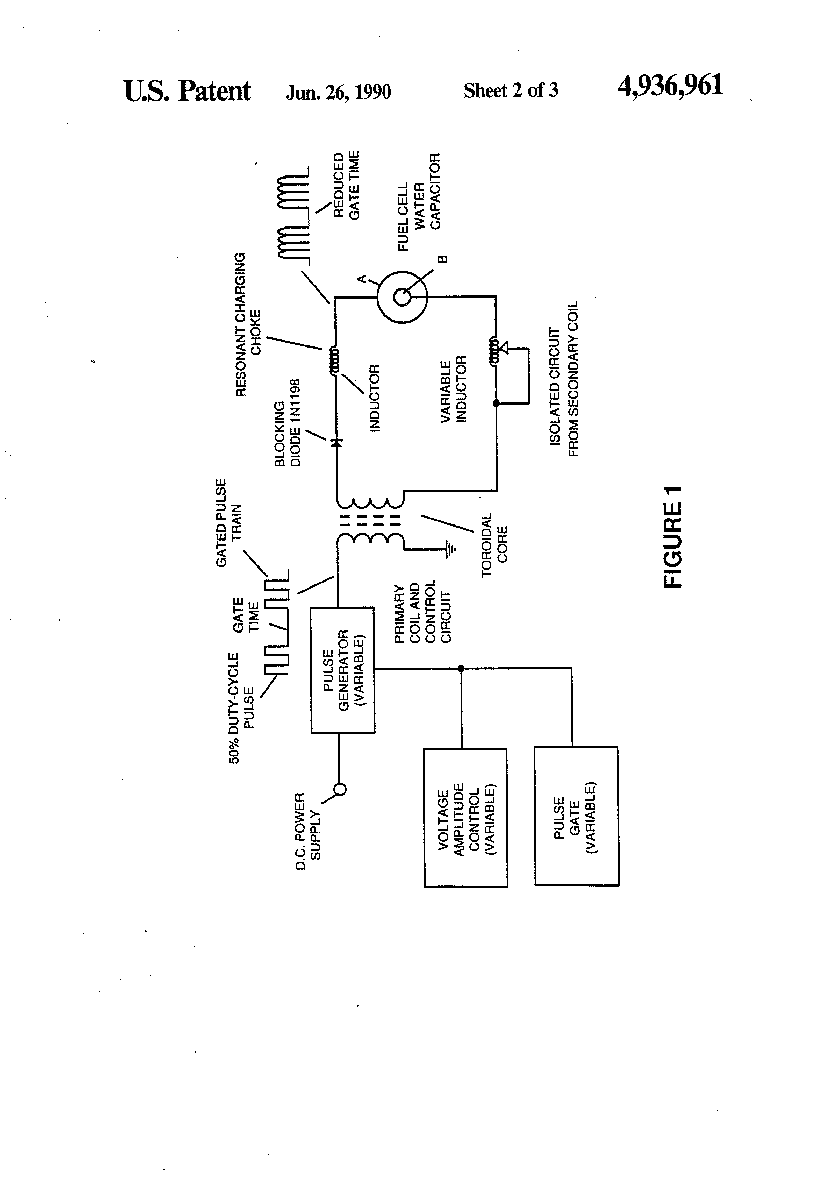 U.S. Patent Jun. 26, 1990 Sheet 2 of 3 4,936,961
50% DUTY-CYCLE
PULSE
GATE
TIME
GATED PULSE
TRAIN
BLOCKING
DIODE 1N1198
RESONANT CHARGING
CHOKE
REDUCED
GATE TIME
D.C. POWER
SUPPLY
PULSE
GENERATOR
(VARIABLE)
PRIMARY
COIL AND
CONTROL
CIRCUIT
INDUCTOR
A
B
FUEL CELL
WATER
CAPACITOR
VOLTAGE
AMPLITUDE
CONTROL
(VARIABLE)
TOROIDAL
CORE
VARIABLE
INDUCTOR
PULSE
GATE
(VARIABLE)
ISOLATED CIRCUIT
FROM SECONDARY COIL
FIGURE 1